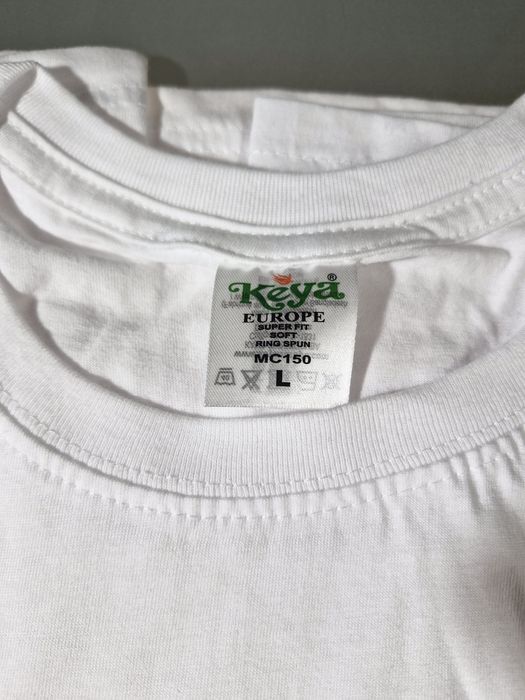 Keya®
EUROPE
SUPER FIT
SOFT
RING SPUN
MC150
L